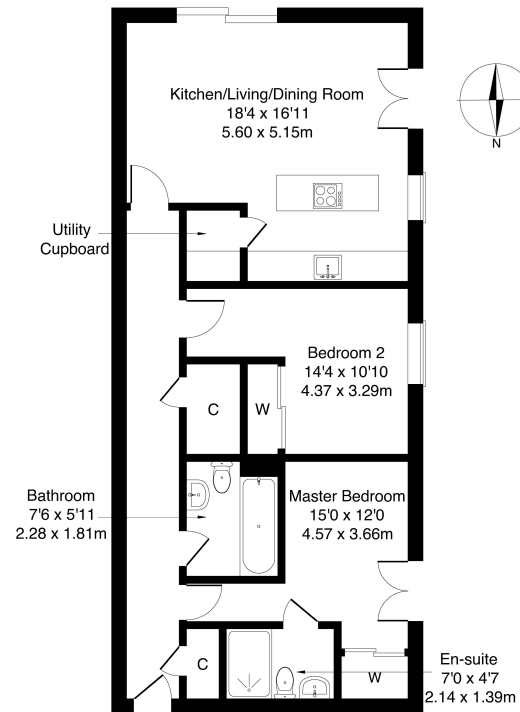 Kitchen/Living/Dining Room
18'4 x 16'11
5.60 x 5.15m
N
Utility
Cupboard
Bedroom 2
14'4 x 10'10
4.37 x 3.29m
C
W
Bathroom
7'6 x 5'11
2.28 x 1.81m
Master Bedroom
15'0 x 12'0
4.57 x 3.66m
C
W
En-suite
7'0 x 4'7
2.14 x 1.39m